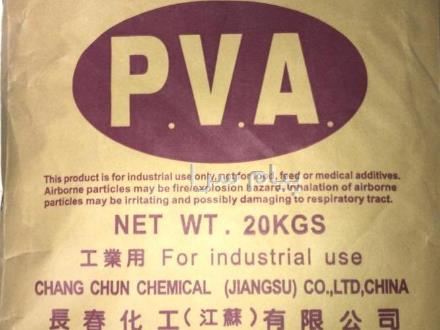 P.V.A.
This product is for industrial use only not for food, feed or medical additives.
Airborne particles may be fire/explosion hazard, inhalation of airborne
particles may be irritating and possibly damaging to respiratory tract.
NET WT. 20KGS
工業用 For industrial use
CHANG CHUN CHEMICAL (JIANGSU) CO.,LTD,CHINA
長春化工(江蘇)有限公司